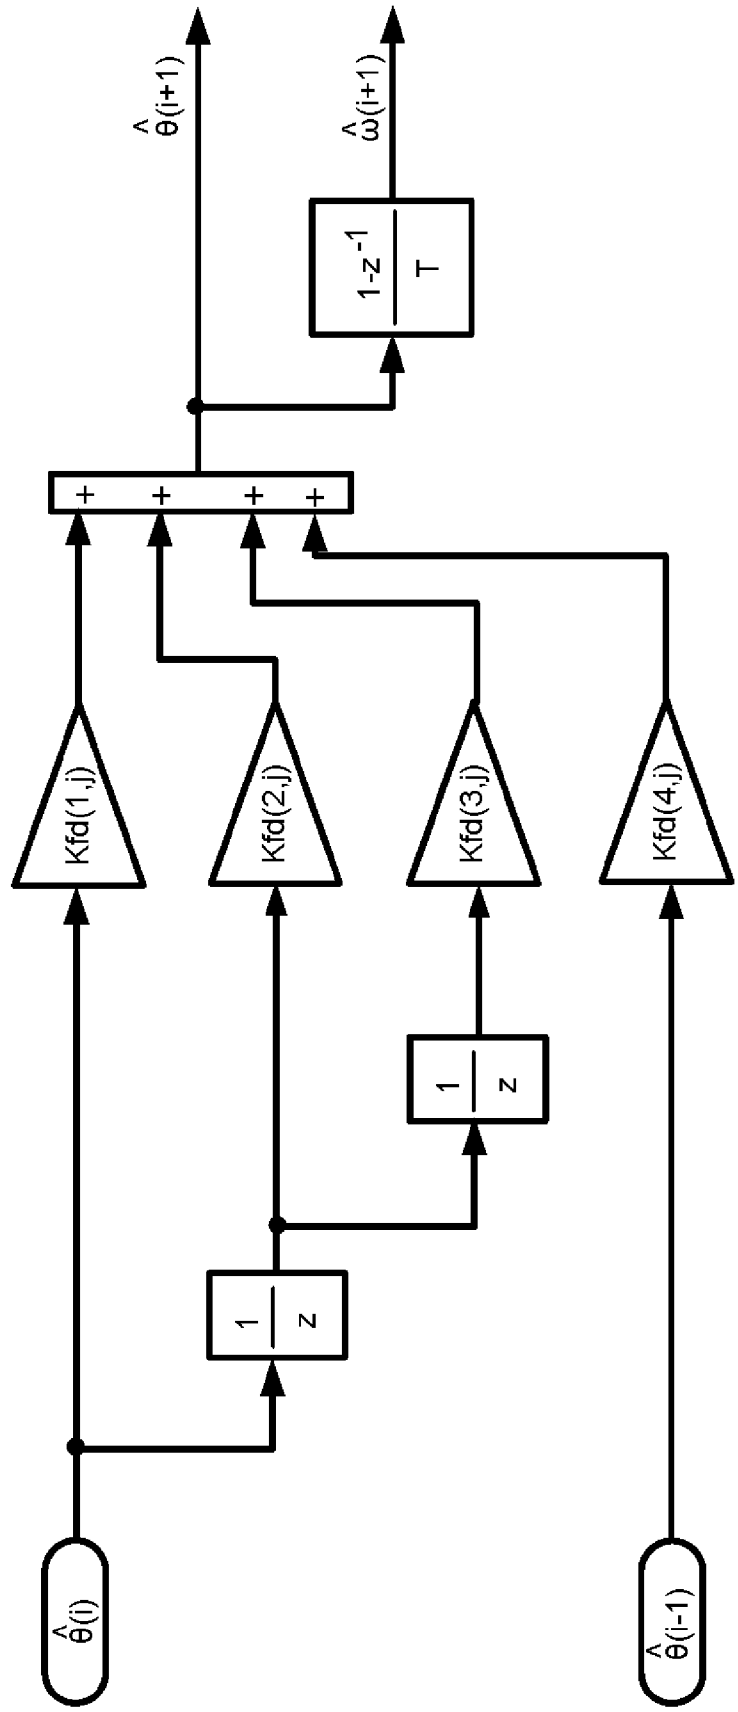 θ̂(i)
θ̂(i-1)
1
z
1
z
Kfd(1,j)
Kfd(2,j)
Kfd(3,j)
Kfd(4,j)
+
+
+
+
1-z⁻¹
T
θ̂(i+1)
ω̂(i+1)